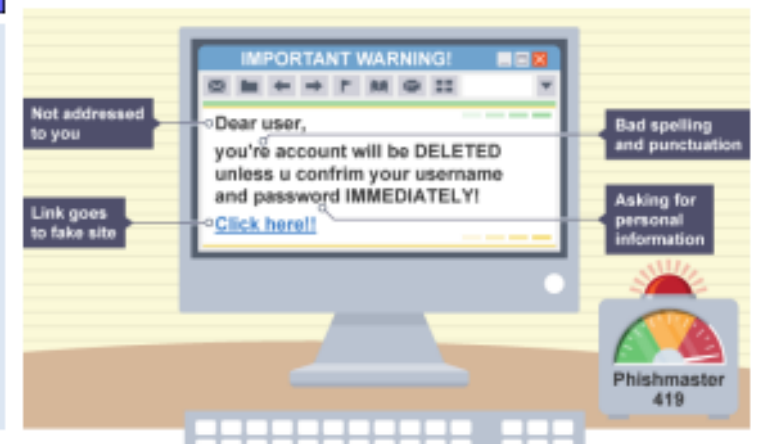 IMPORTANT WARNING!
Not addressed
to you
Dear user,
you're account will be DELETED
unless u confrim your username
and password IMMEDIATELY!
Click here!!
Bad spelling
and punctuation
Link goes
to fake site
Asking for
personal
information
Phishmaster
419